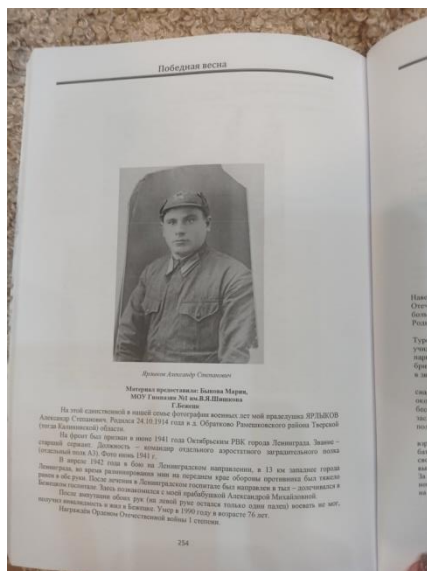 Победная весна
Ярлыков Александр Степанович
Материал предоставила: Быкова Мария,
МОУ Гимназия №1 им.В.Я.Шишкова
Г.Бежецк.
На этой единственной в нашей семье фотографии военных лет мой прадедушка ЯРЛЫКОВ
Александр Степанович. Родился 24.10.1914 года в д. Обратково Рамешковского района Тверской
(тогда Калининской) области.
На фронт был призван в июне 1941 года Октябрьским РВК города Ленинграда. Звание –
старший сержант. Должность – командир отдельного аэростатного заградительного полка
(отдельный полк АЗ). Фото июнь 1941 г.
В апреле 1942 года в бою на Ленинградском направлении, в 13 км западнее города
Ленинграда, во время разминирования зоны на переднем крае обороны противника был тяжело
ранен в обе руки. После лечения в Ленинградском госпитале был направлен в тыл – долечивался в
Бежецком госпитале. Здесь познакомился с моей прабабушкой Александрой Михайловной.
После ампутации обеих рук (на левой руке остался только один палец) воевать не мог,
получил инвалидность и жил в Бежецке. Умер в 1990 году в возрасте 76 лет.
Награждён Орденом Отечественной войны 1 степени.
254